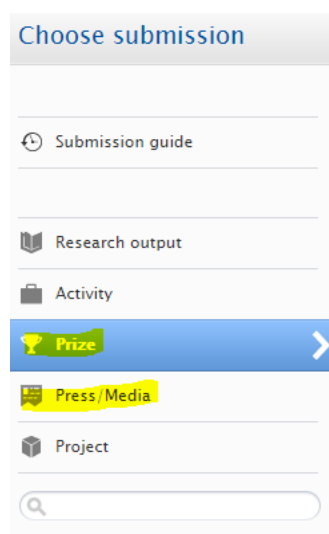 Choose submission
Submission guide
Research output
Activity
Prize
Press/Media
Project